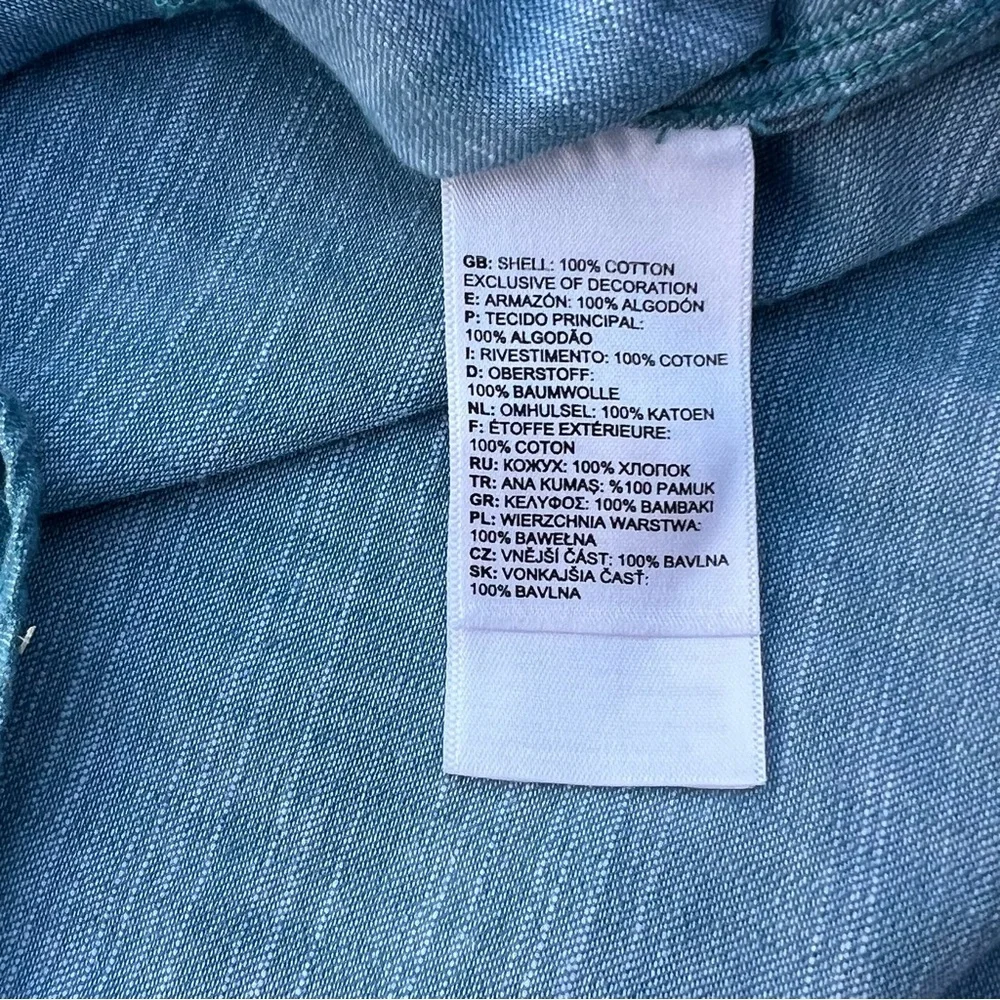 GB: SHELL: 100% COTTON
EXCLUSIVE OF DECORATION
E: ARMAZÓN: 100% ALGODÓN
P: TECIDO PRINCIPAL:
100% ALGODÃO
I: RIVESTIMENTO: 100% COTONE
D: OBERSTOFF:
100% BAUMWOLLE
NL: OMHULSEL: 100% KATOEN
F: ÉTOFFE EXTÉRIEURE:
100% COTON
RU: КОЖУХ: 100% ХЛОПОК
TR: ANA KUMAŞ: %100 PAMUK
GR: ΚΕΛΥΦΟΣ: 100% ΒΑΜΒΑΚΙ
PL: WIERZCHNIA WARSTWA:
100% BAWEŁNA
CZ: VNĚJŠÍ ČÁST: 100% BAVLNA
SK: VONKAJŠIA ČASŤ:
100% BAVLNA